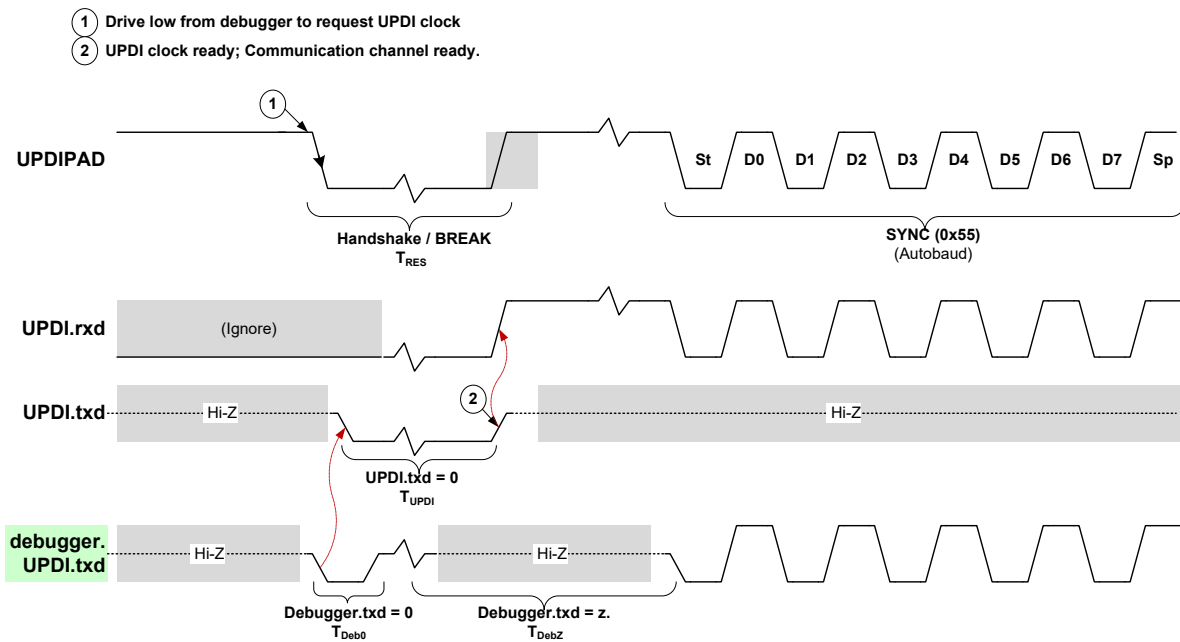 1 Drive low from debugger to request UPDI clock
2 UPDI clock ready; Communication channel ready.
1
UPDIPAD
St D0 D1 D2 D3 D4 D5 D6 D7 Sp
Handshake / BREAK
TRES
SYNC (0x55)
(Autobaud)
UPDI.rxd
(Ignore)
UPDI.txd
Hi-Z
2
Hi-Z
UPDI.txd = 0
TUPDI
debugger.
UPDI.txd
Hi-Z
Hi-Z
Debugger.txd = 0
TDeb0
Debugger.txd = z.
TDebZ